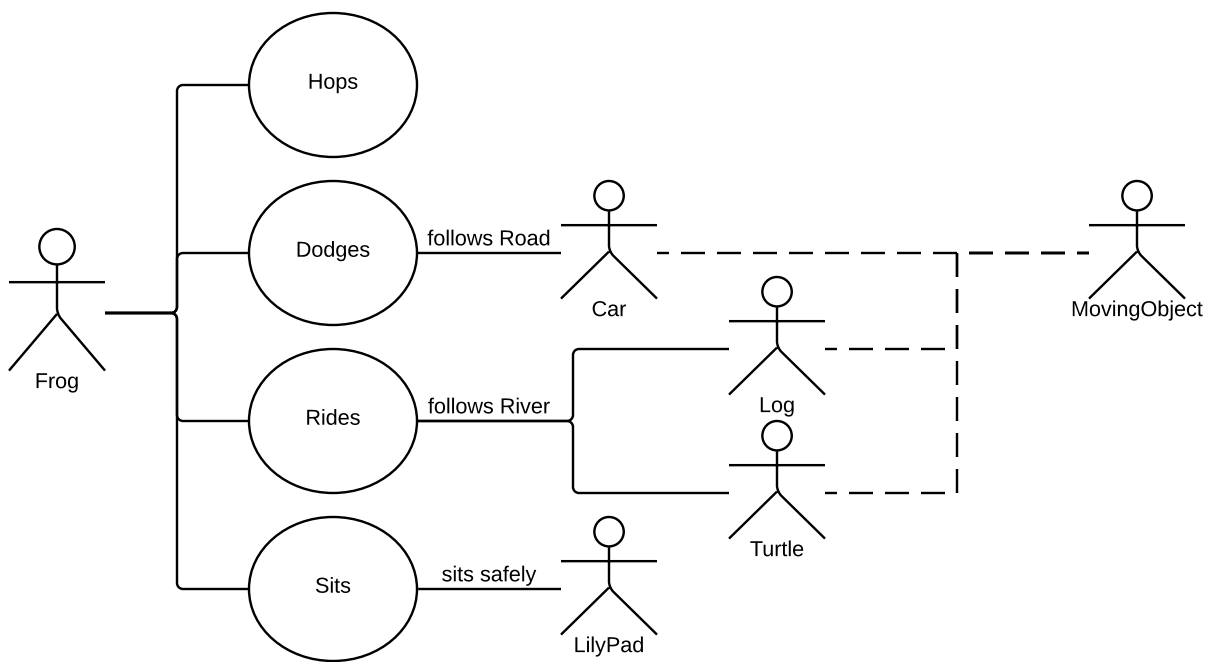 Hops
Dodges
follows Road
Car
MovingObject
Frog
Rides
follows River
Log
Turtle
Sits
sits safely
LilyPad